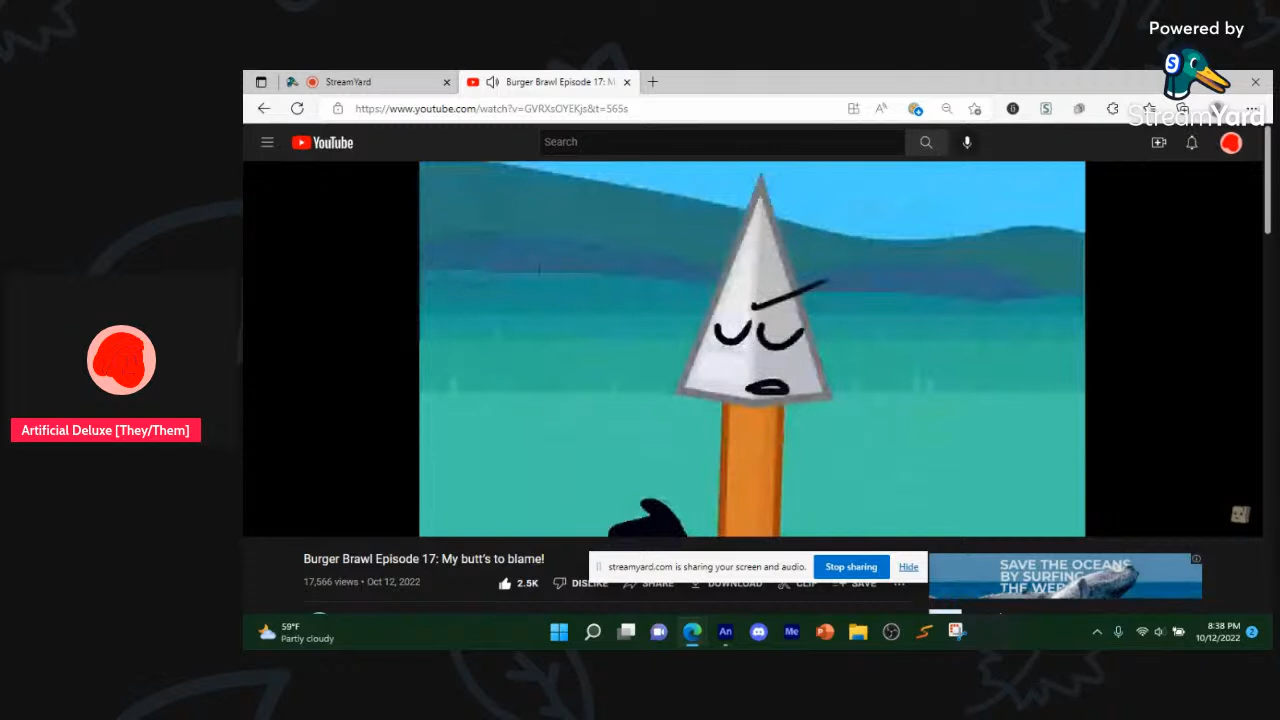 Powered by
StreamYard
StreamYard
Burger Brawl Episode 17: M
https://www.youtube.com/watch?v=GVRXsOYEKjs&t=565s
YouTube
Search
Artificial Deluxe [They/Them]
Burger Brawl Episode 17: My butt's to blame!
17,566 views • Oct 12, 2022
2.5K
DISLIKE
SHARE
DOWNLOAD
CLIP
SAVE
streamyard.com is sharing your screen and audio.
Stop sharing
Hide
SAVE THE OCEANS
BY SURFING
THE WEB
59°F
Partly cloudy
An
Me
8:38 PM
10/12/2022
2